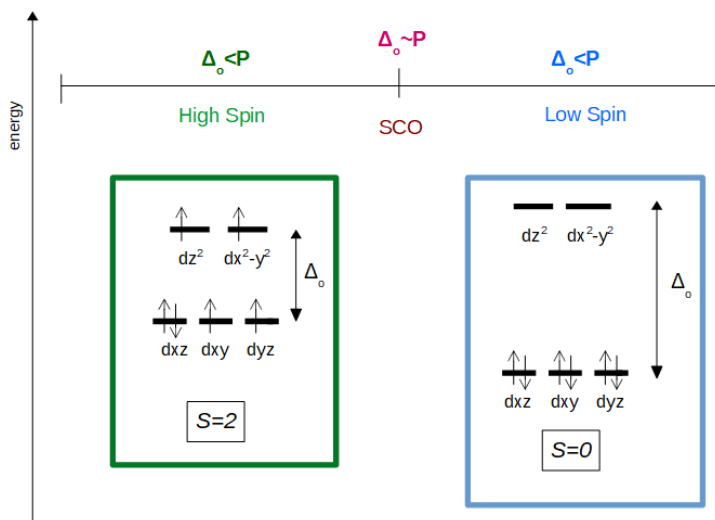 energy
Δₒ<P
Δₒ~P
Δₒ<P
High Spin
SCO
Low Spin
dz² dx²-y²
Δₒ
dxz dxy dyz
S=2
dz² dx²-y²
Δₒ
dxz dxy dyz
S=0